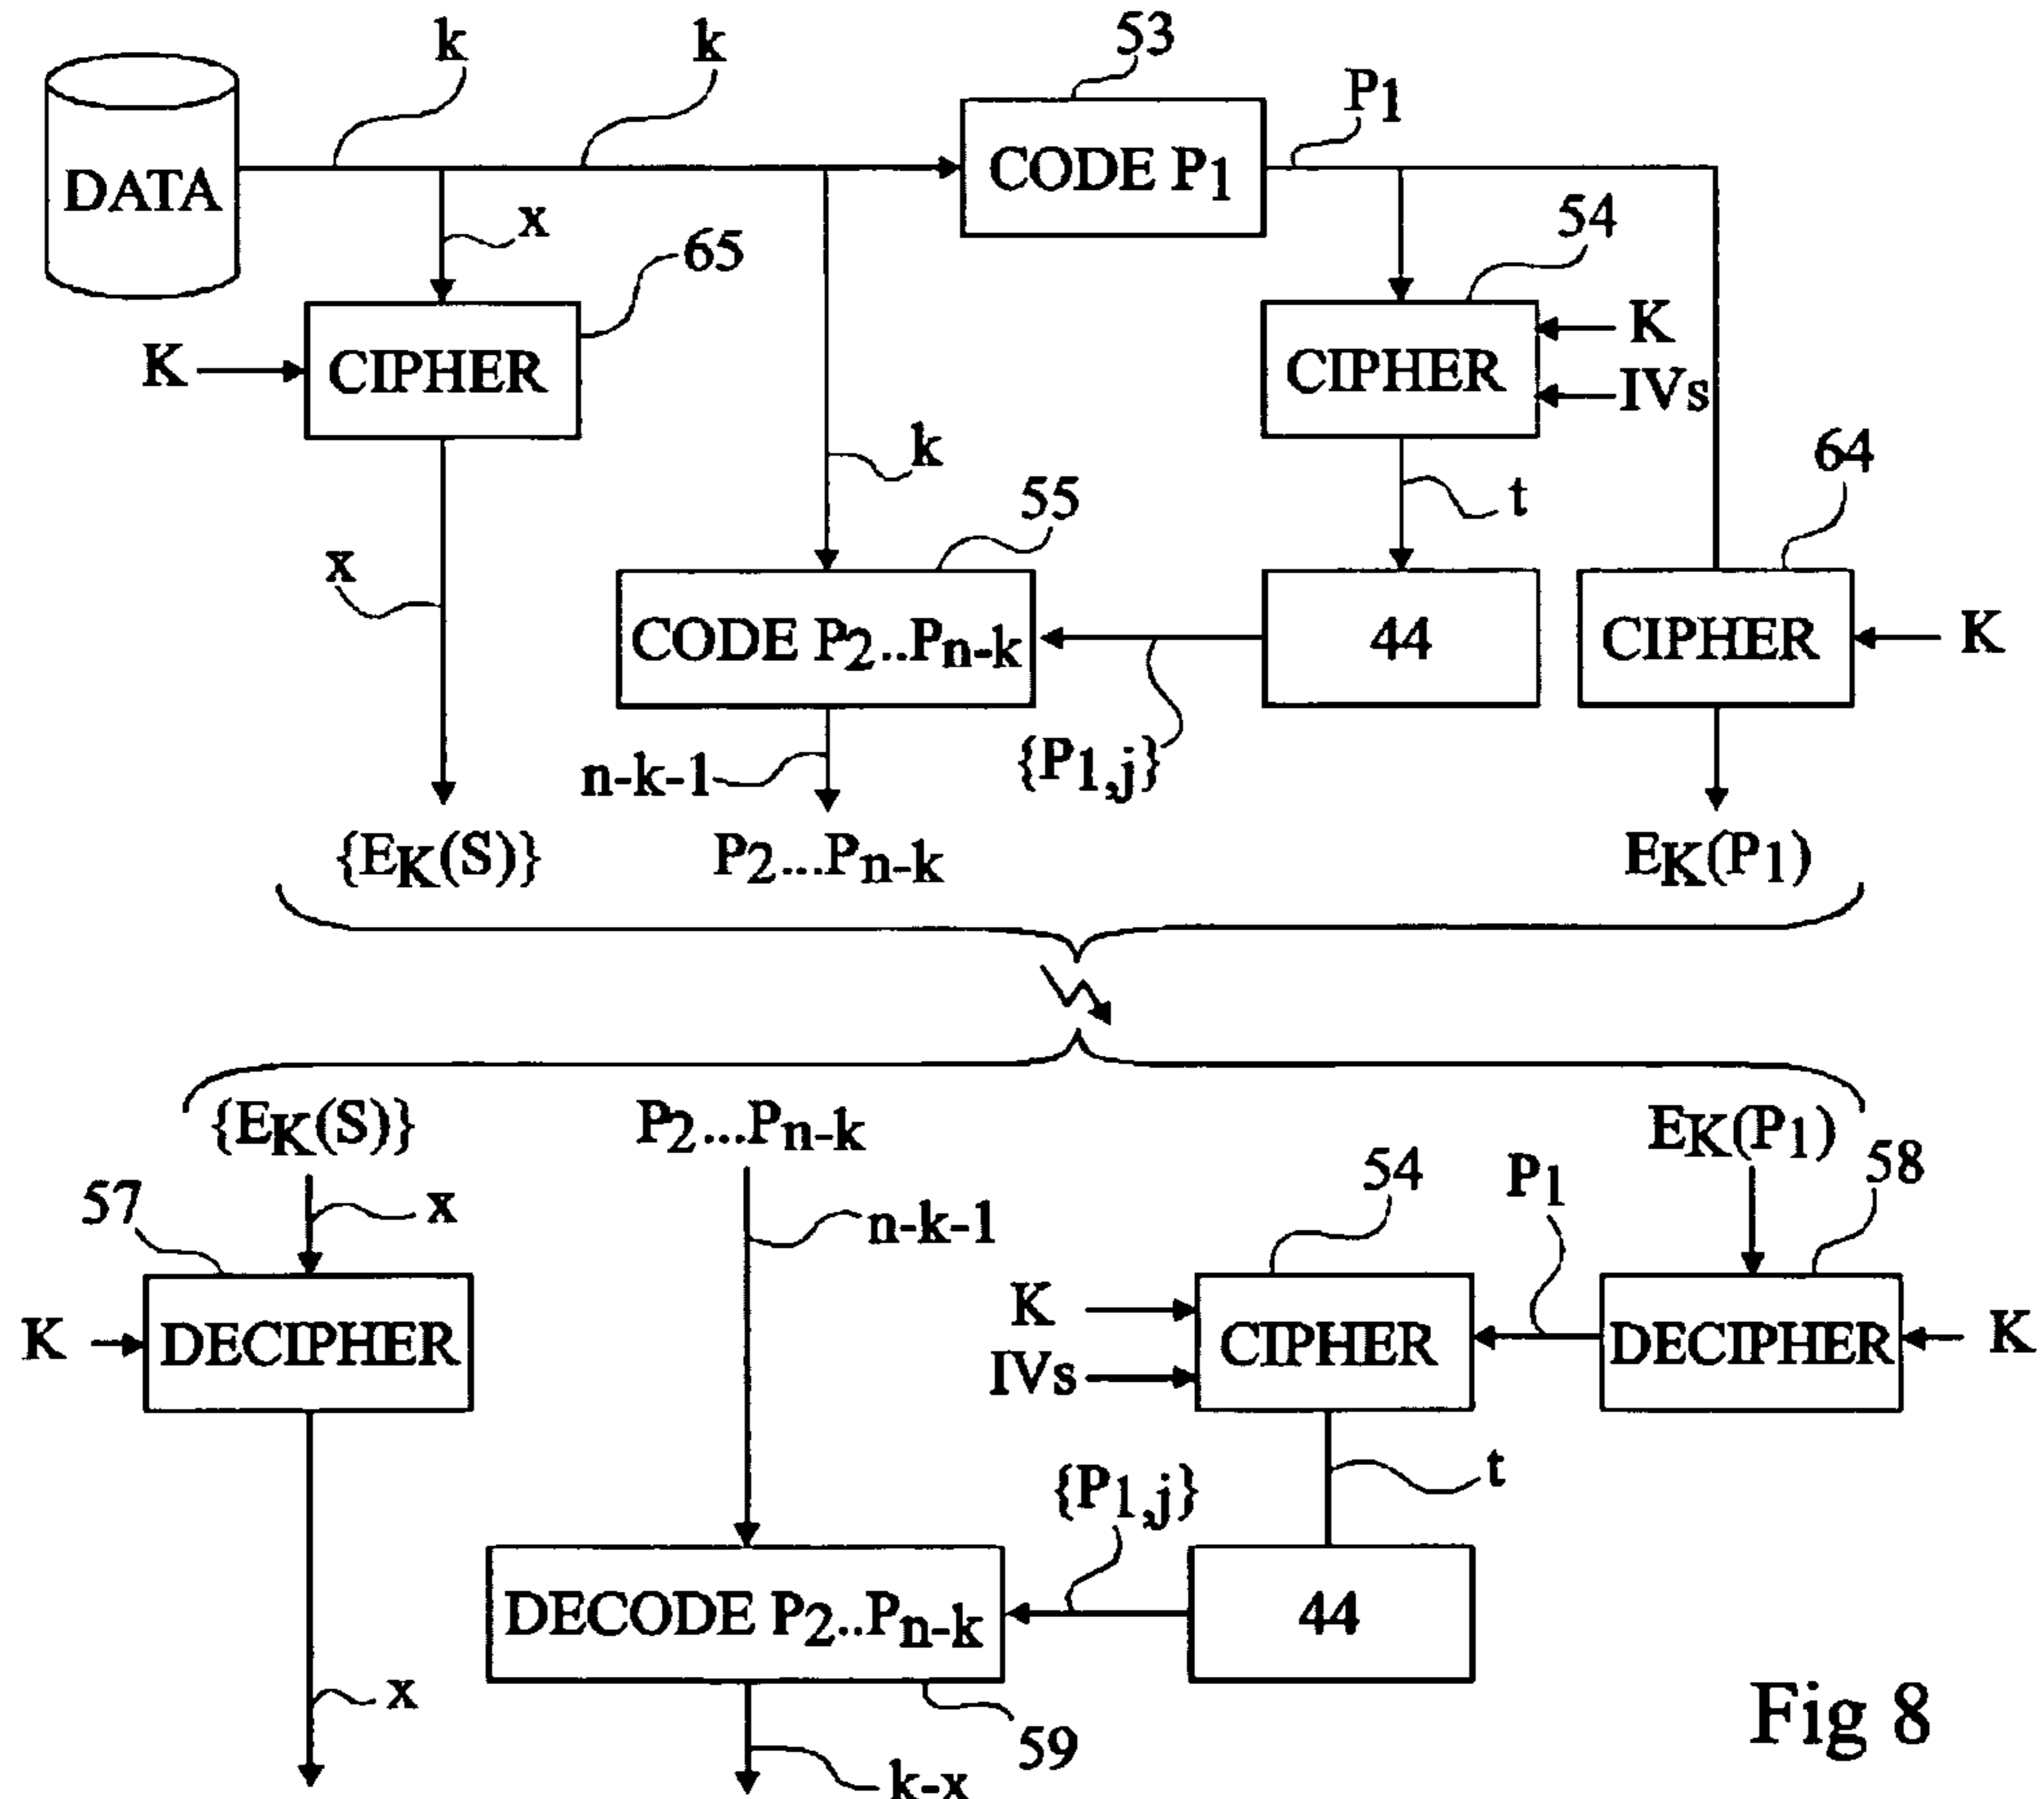 k
k
53
P1
DATA
CODE P1
x
65
54
K
CIPHER
CIPHER
K
IVs
k
64
55
t
x
CODE P2..Pn-k
44
CIPHER
K
n-k-1
{P1,j}
{EK(S)}
P2...Pn-k
EK(P1)
{EK(S)}
P2...Pn-k
EK(P1)
57
x
n-k-1
54
P1
58
K
DECIPHER
K
IVs
CIPHER
DECIPHER
K
{P1,j}
t
DECODE P2..Pn-k
44
x
59
k-x
Fig 8